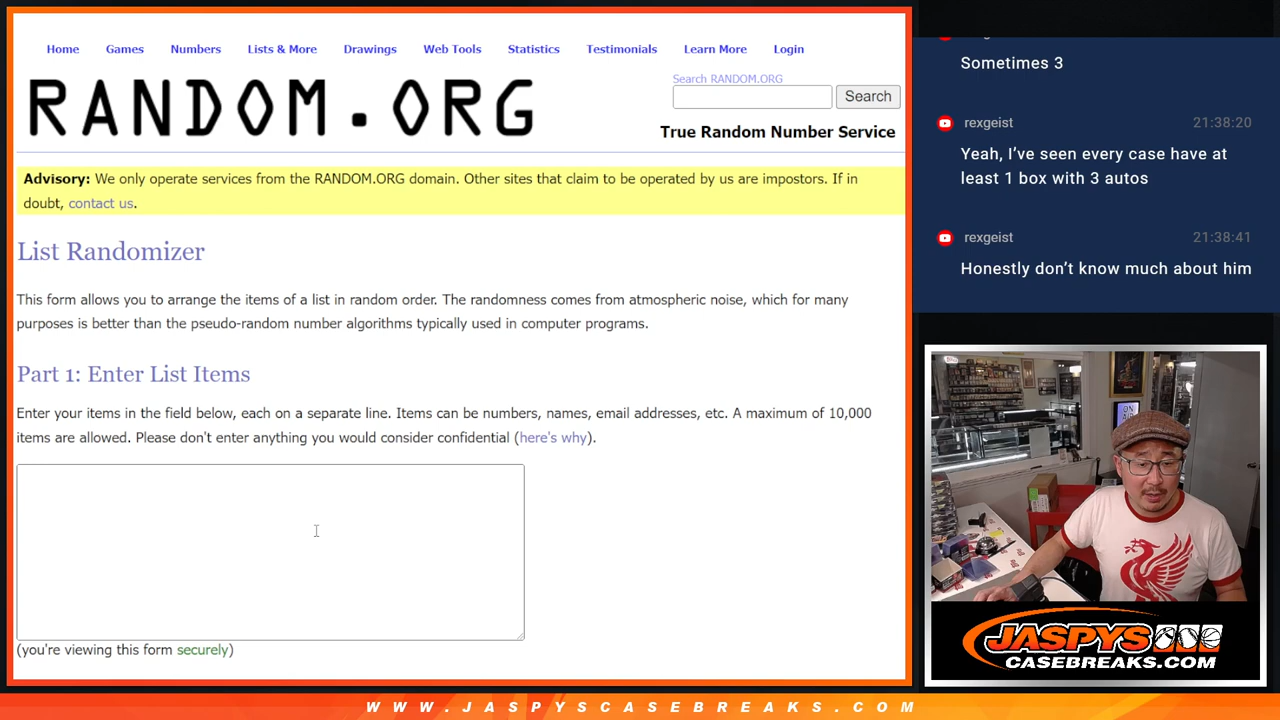 Home Games Numbers Lists & More Drawings Web Tools Statistics Testimonials Learn More Login
RANDOM.ORG
Search RANDOM.ORG
Search
True Random Number Service
Advisory: We only operate services from the RANDOM.ORG domain. Other sites that claim to be operated by us are impostors. If in
doubt, contact us.
List Randomizer
This form allows you to arrange the items of a list in random order. The randomness comes from atmospheric noise, which for many
purposes is better than the pseudo-random number algorithms typically used in computer programs.
Part 1: Enter List Items
Enter your items in the field below, each on a separate line. Items can be numbers, names, email addresses, etc. A maximum of 10,000
items are allowed. Please don't enter anything you would consider confidential (here's why).
(you're viewing this form securely)
Sometimes 3
rexgeist 21:38:20
Yeah, I've seen every case have at
least 1 box with 3 autos
rexgeist 21:38:41
Honestly don't know much about him
ON
AIR
JASPYS
CASEBREAKS.COM
WWW.JASPYSCASEBREAKS.COM